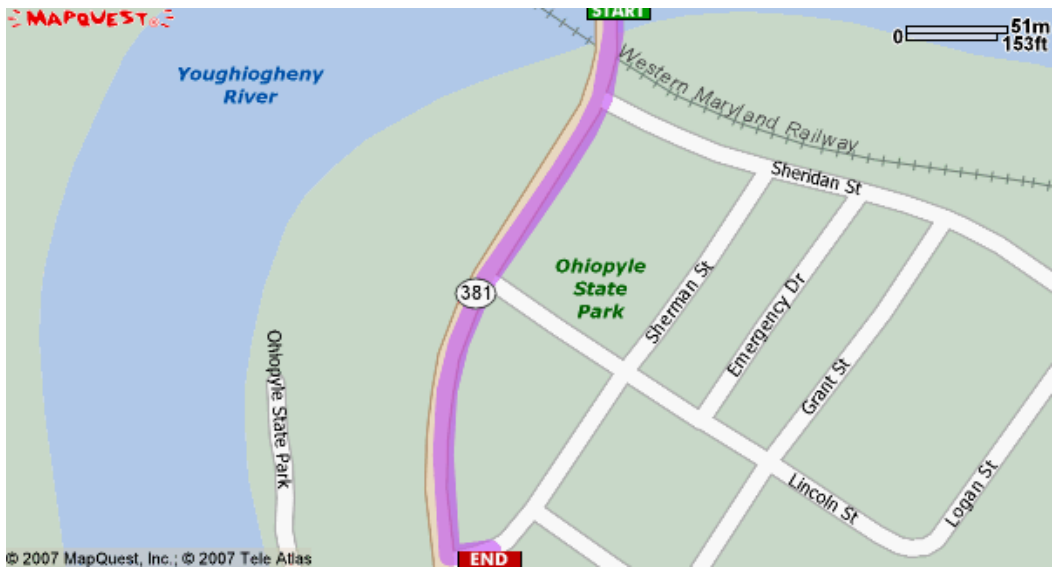 MAPQUEST
START
51m
0
153ft
Youghiogheny
River
Western Maryland Railway
Sheridan St
Ohiopyle
State
Park
381
Sherman St
Emergency Dr
Grant St
Ohiopyle State Park
Lincoln St
Logan St
© 2007 MapQuest, Inc.; © 2007 Tele Atlas
END